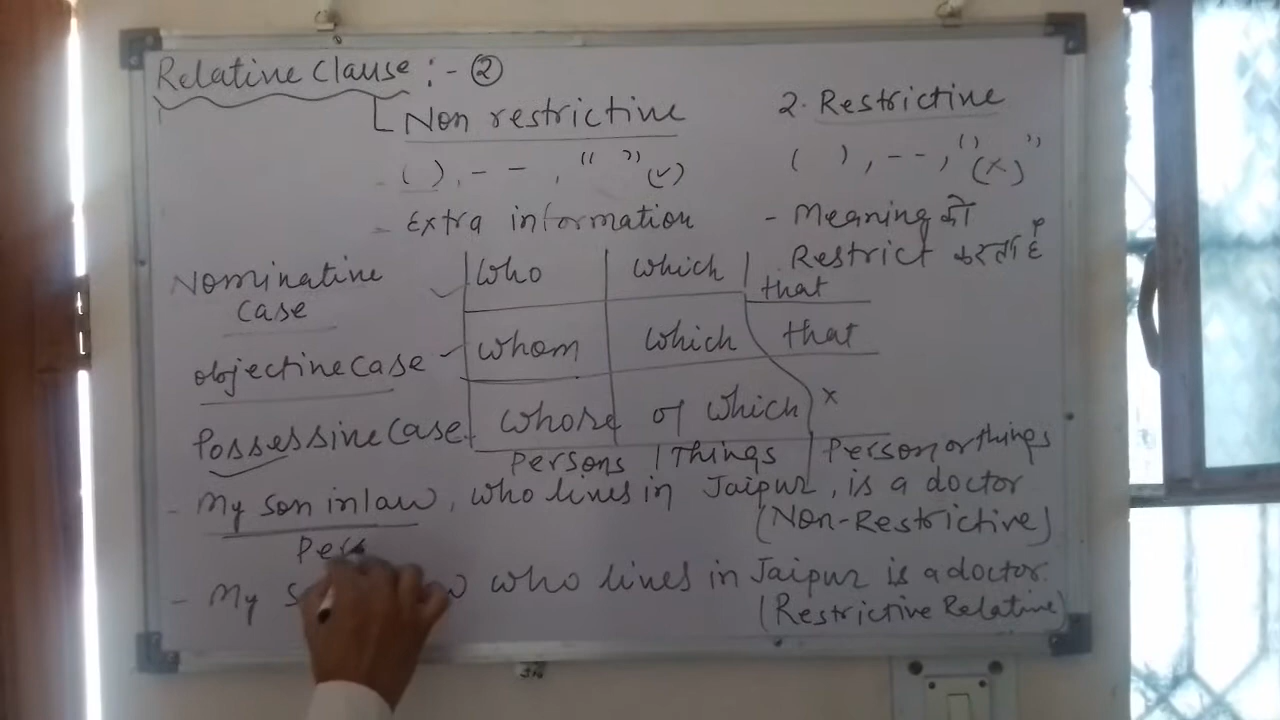 Relative Clause :- ②
Non restrictive
2. Restrictive
( ), - - , " " (✓)
( ), - - , " " (×)
- Extra information
- Meaning को
Restrict करता है
Nominative case
who which that
objective case
whom which that
Possessive case
whose of which ×
Persons | Things | Person or things
- My son in law, who lives in Jaipur, is a doctor
(Non-Restrictive)
Pers
- My who lives in Jaipur is a doctor.
(Restrictive Relative)